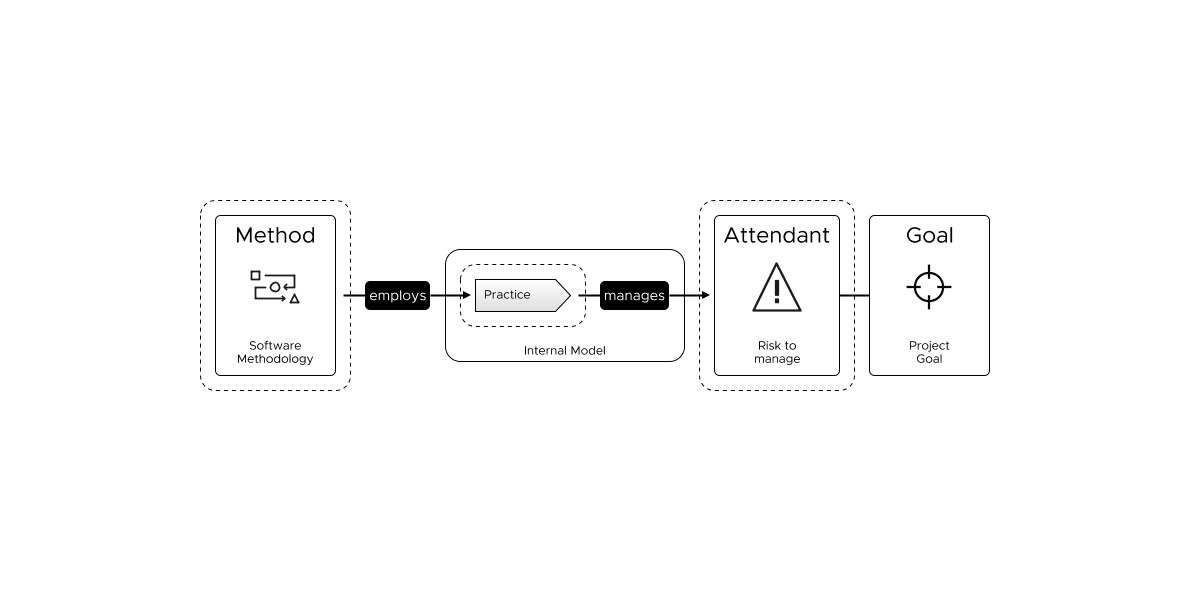 Method
Software
Methodology
employs
Practice
Internal Model
manages
Attendant
Risk to
manage
Goal
Project
Goal